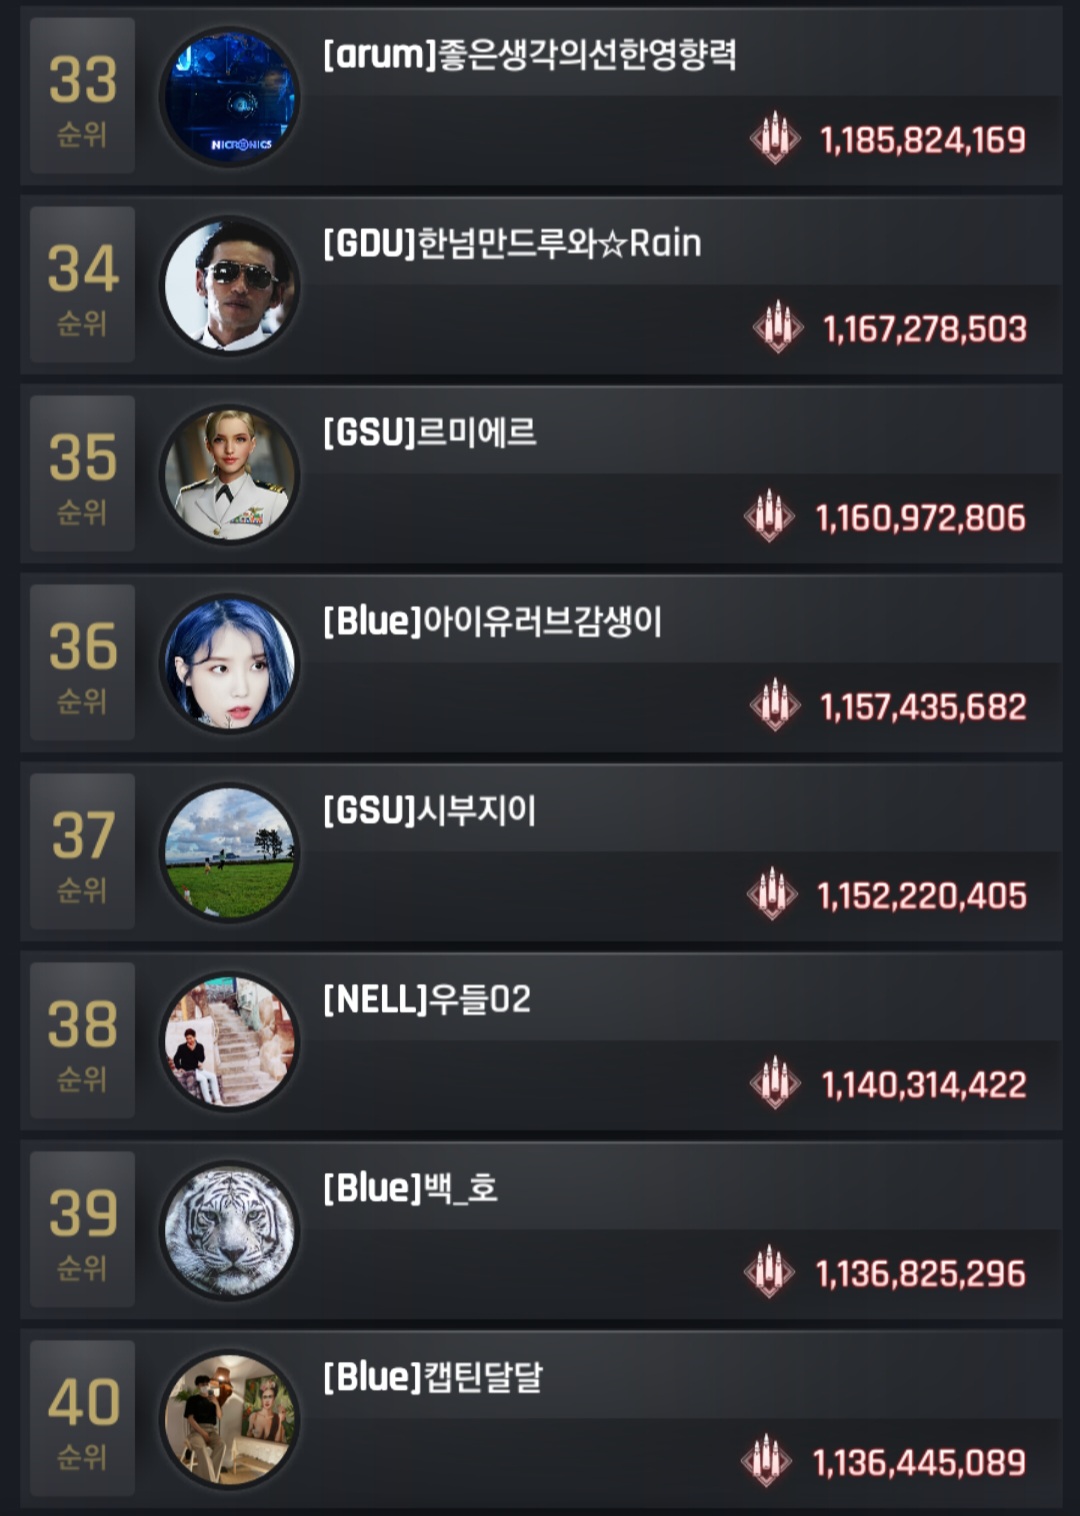 33
순위
NICRONICS
[arum]좋은생각의선한영향력
1,185,824,169
34
순위
[GDU]한넘만드루와☆Rain
1,167,278,503
35
순위
[GSU]르미에르
1,160,972,806
36
순위
[Blue]아이유러브감생이
1,157,435,682
37
순위
[GSU]시부지이
1,152,220,405
38
순위
[NELL]우들02
1,140,314,422
39
순위
[Blue]백_호
1,136,825,296
40
순위
[Blue]캡틴달달
1,136,445,089